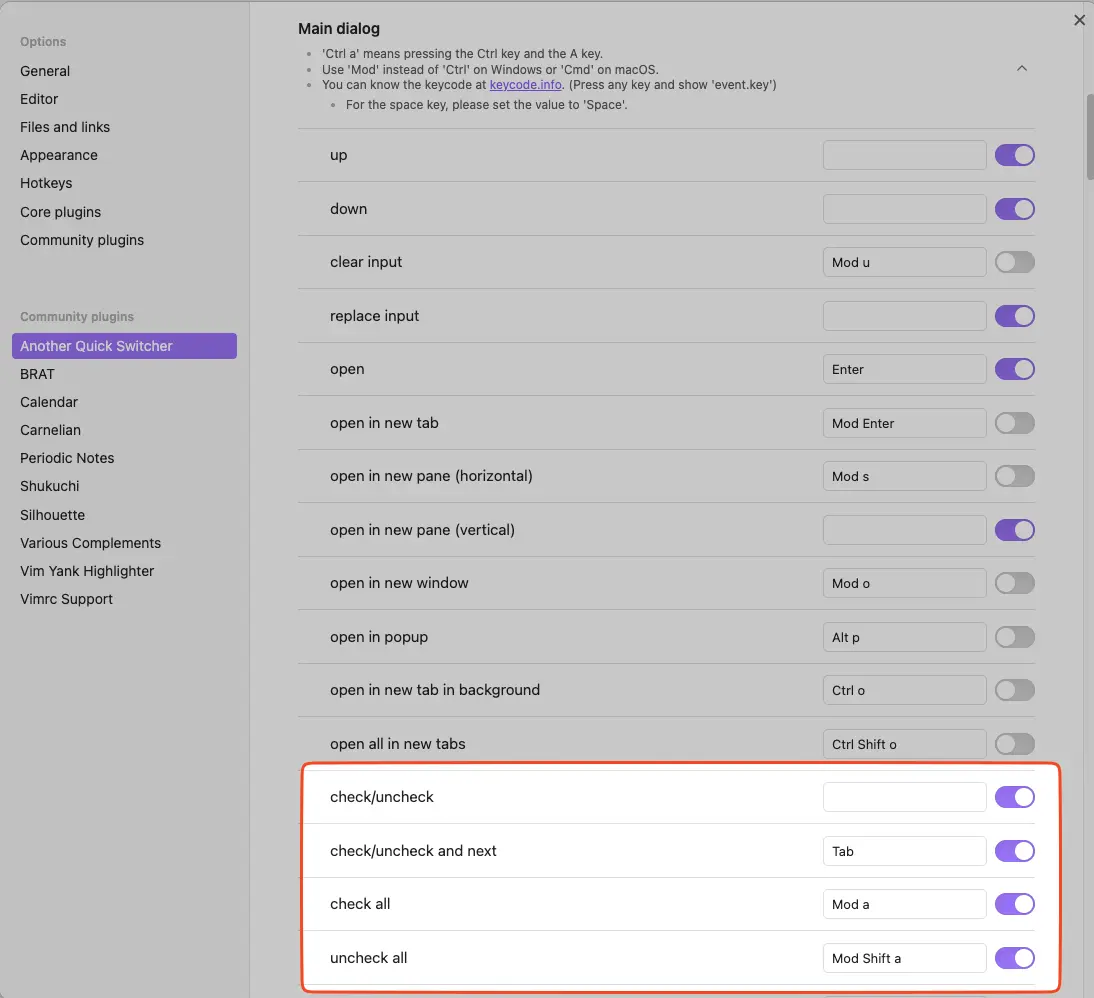 Options
General
Editor
Files and links
Appearance
Hotkeys
Core plugins
Community plugins
Community plugins
Another Quick Switcher
BRAT
Calendar
Carnelian
Periodic Notes
Shukuchi
Silhouette
Various Complements
Vim Yank Highlighter
Vimrc Support
Main dialog
'Ctrl a' means pressing the Ctrl key and the A key.
Use 'Mod' instead of 'Ctrl' on Windows or 'Cmd' on macOS.
You can know the keycode at keycode.info. (Press any key and show 'event.key')
For the space key, please set the value to 'Space'.
up
down
clear input Mod u
replace input
open Enter
open in new tab Mod Enter
open in new pane (horizontal) Mod s
open in new pane (vertical)
open in new window Mod o
open in popup Alt p
open in new tab in background Ctrl o
open all in new tabs Ctrl Shift o
check/uncheck
check/uncheck and next Tab
check all Mod a
uncheck all Mod Shift a